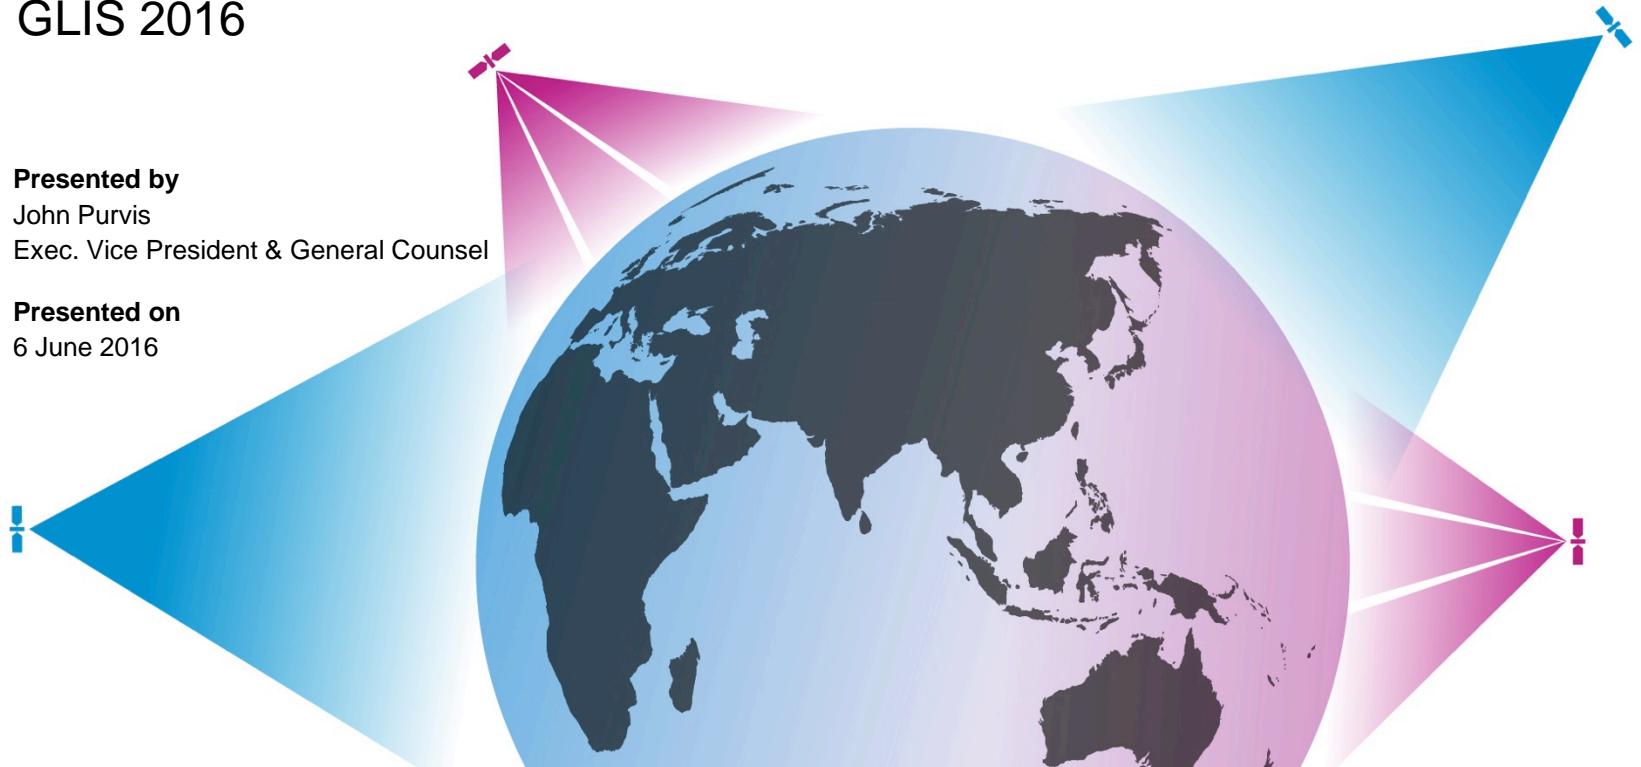 GLIS 2016
Presented by
John Purvis
Exec. Vice President & General Counsel
Presented on
6 June 2016